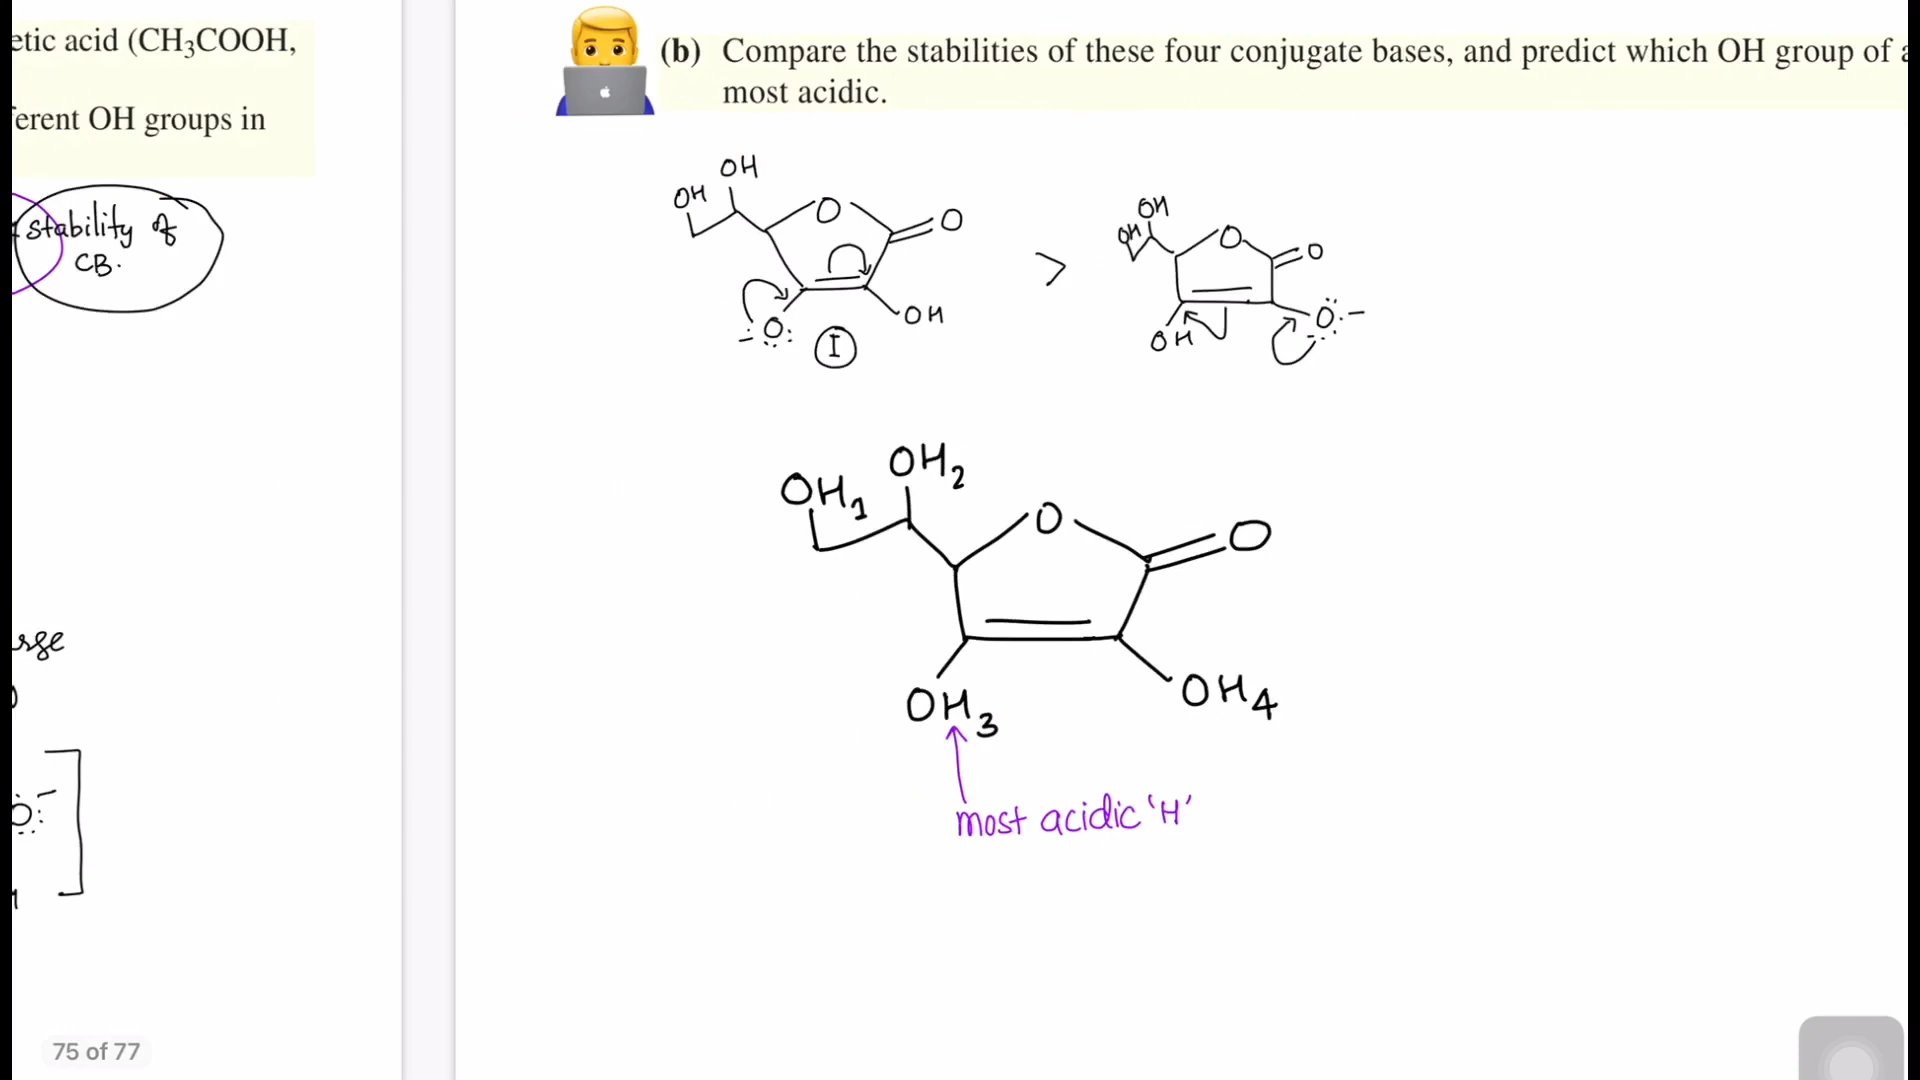 etic acid (CH₃COOH,
erent OH groups in
stability of
CB.
75 of 77
(b) Compare the stabilities of these four conjugate bases, and predict which OH group of
most acidic.
OH
OH
O
O
O
OH
I
>
OH
OH
O
O
OH
O
OH₁
OH₂
O
O
OH₃
OH₄
most acidic 'H'